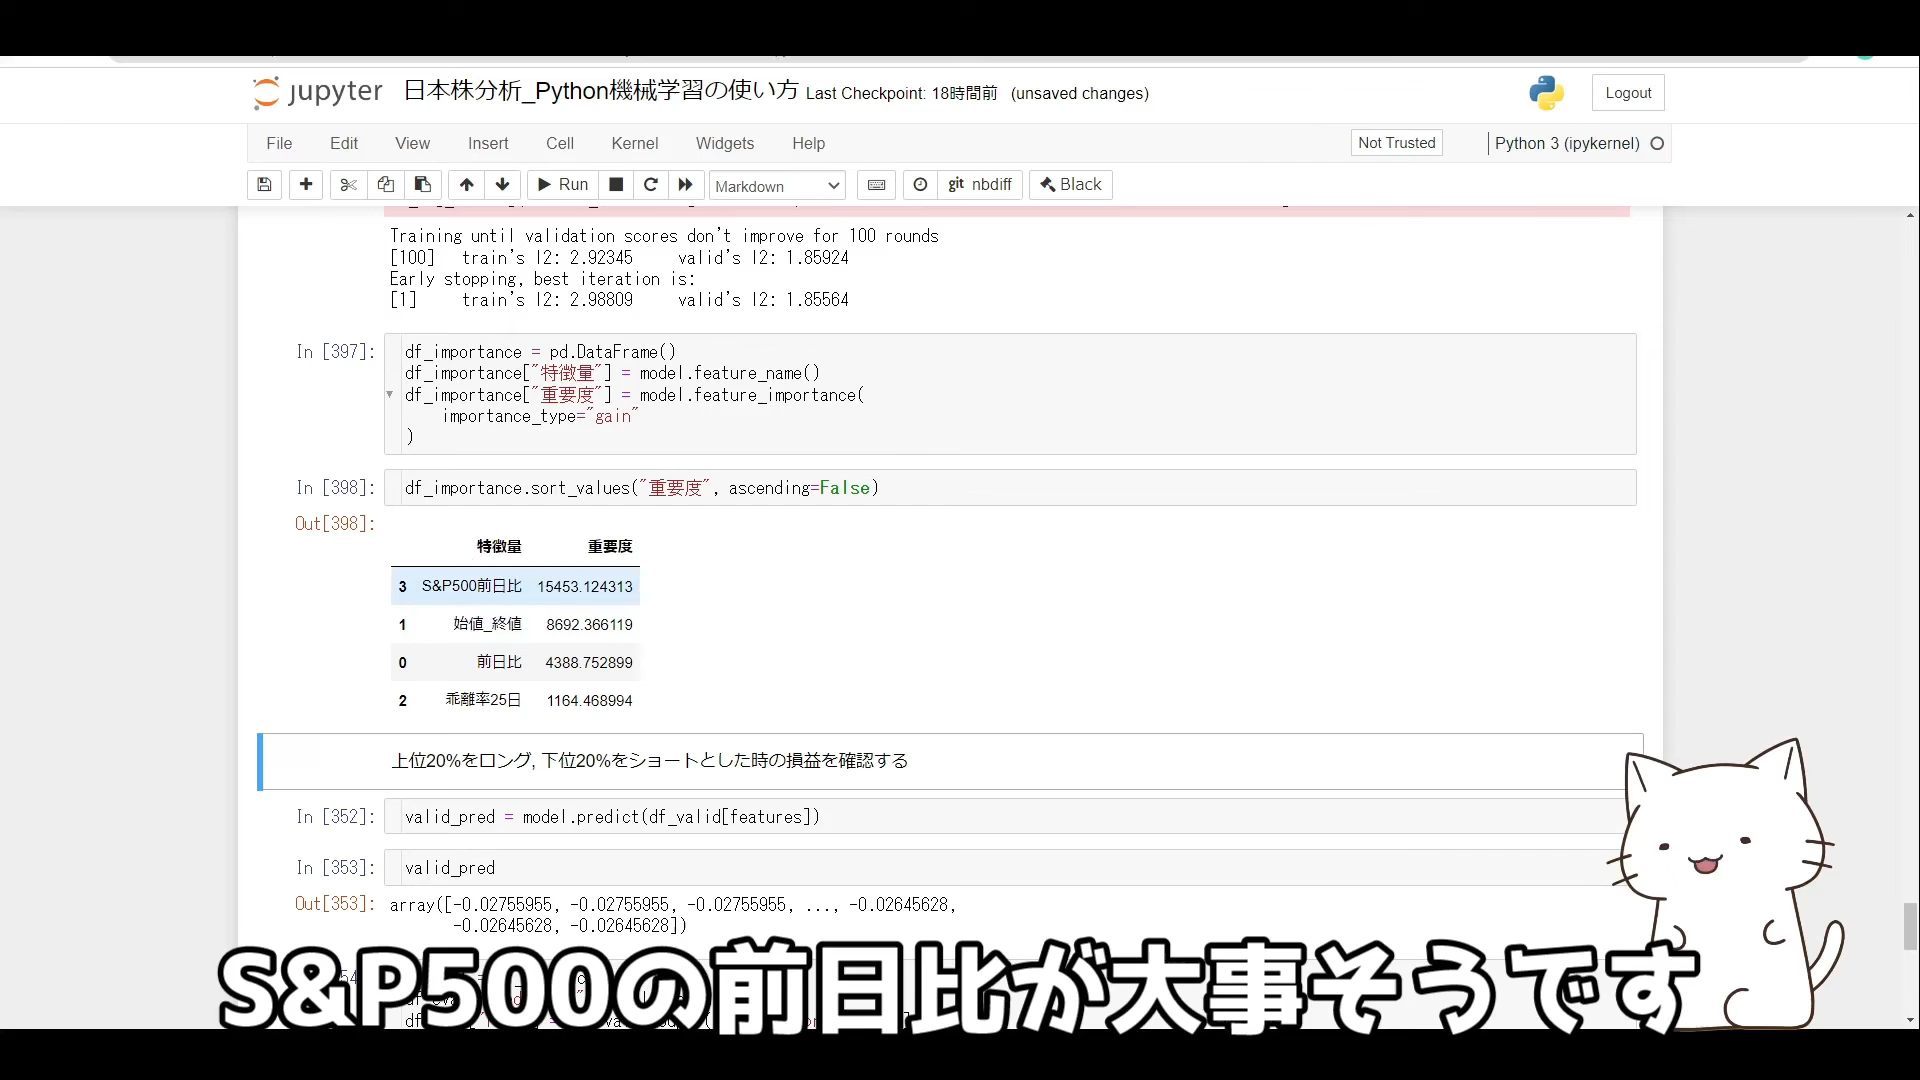 jupyter 日本株分析_Python機械学習の使い方 Last Checkpoint: 18時間前 (unsaved changes)
Logout
File Edit View Insert Cell Kernel Widgets Help
Not Trusted
Python 3 (ipykernel)
Run
Markdown
git nbdiff
Black
Training until validation scores don't improve for 100 rounds
[100] train's l2: 2.92345 valid's l2: 1.85924
Early stopping, best iteration is:
[1] train's l2: 2.98809 valid's l2: 1.85564
In [397]:
df_importance = pd.DataFrame()
df_importance["特徴量"] = model.feature_name()
df_importance["重要度"] = model.feature_importance(
importance_type="gain"
)
In [398]:
df_importance.sort_values("重要度", ascending=False)
Out[398]:
特徴量 重要度
3 S&P500前日比 15453.124313
1 始値_終値 8692.366119
0 前日比 4388.752899
2 乖離率25日 1164.468994
上位20%をロング, 下位20%をショートとした時の損益を確認する
In [352]:
valid_pred = model.predict(df_valid[features])
In [353]:
valid_pred
Out[353]:
array([-0.02755955, -0.02755955, -0.02755955, ..., -0.02645628,
-0.02645628, -0.02645628])
S&P500の前日比が大事そうです